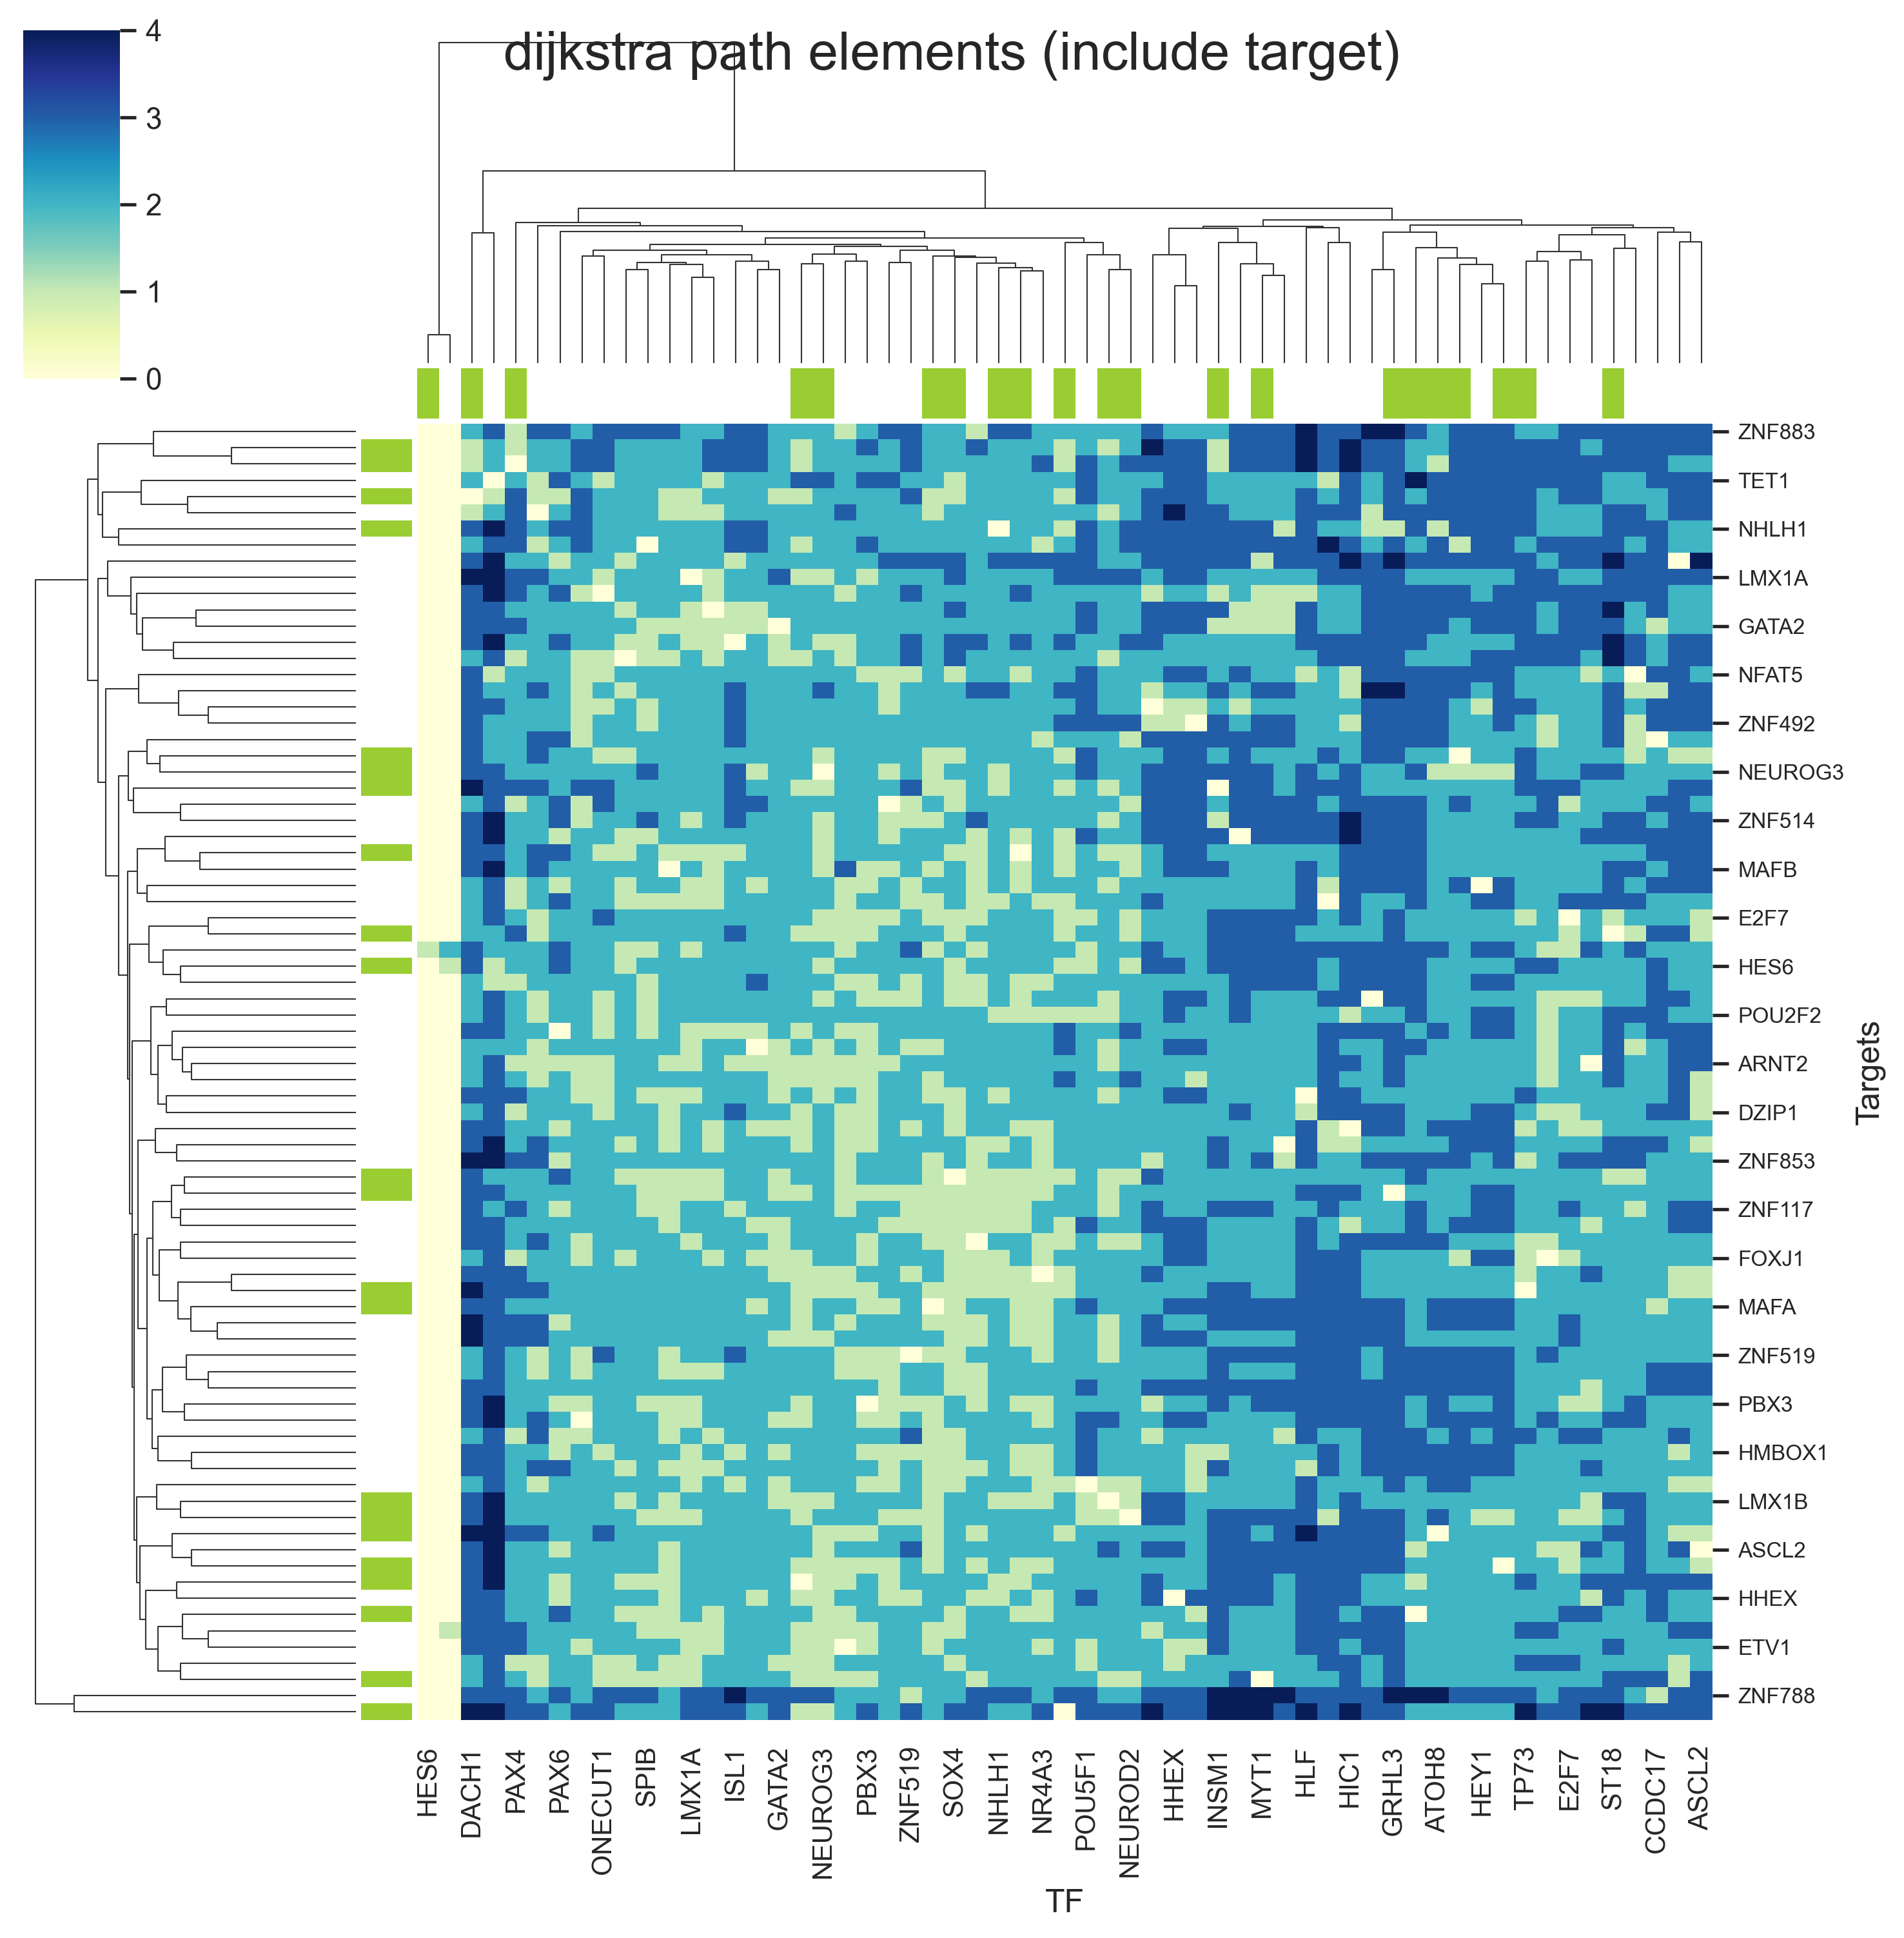 dijkstra path elements (include target)
4
3
2
1
0
ZNF883
TET1
NHLH1
LMX1A
GATA2
NFAT5
ZNF492
NEUROG3
ZNF514
MAFB
E2F7
HES6
POU2F2
ARNT2
DZIP1
ZNF853
ZNF117
FOXJ1
MAFA
ZNF519
PBX3
HMBOX1
LMX1B
ASCL2
HHEX
ETV1
ZNF788
Targets
HES6
DACH1
PAX4
PAX6
ONECUT1
SPIB
LMX1A
ISL1
GATA2
NEUROG3
PBX3
ZNF519
SOX4
NHLH1
NR4A3
POU5F1
NEUROD2
HHEX
INSM1
MYT1
HLF
HIC1
GRHL3
ATOH8
HEY1
TP73
E2F7
ST18
CCDC17
ASCL2
TF